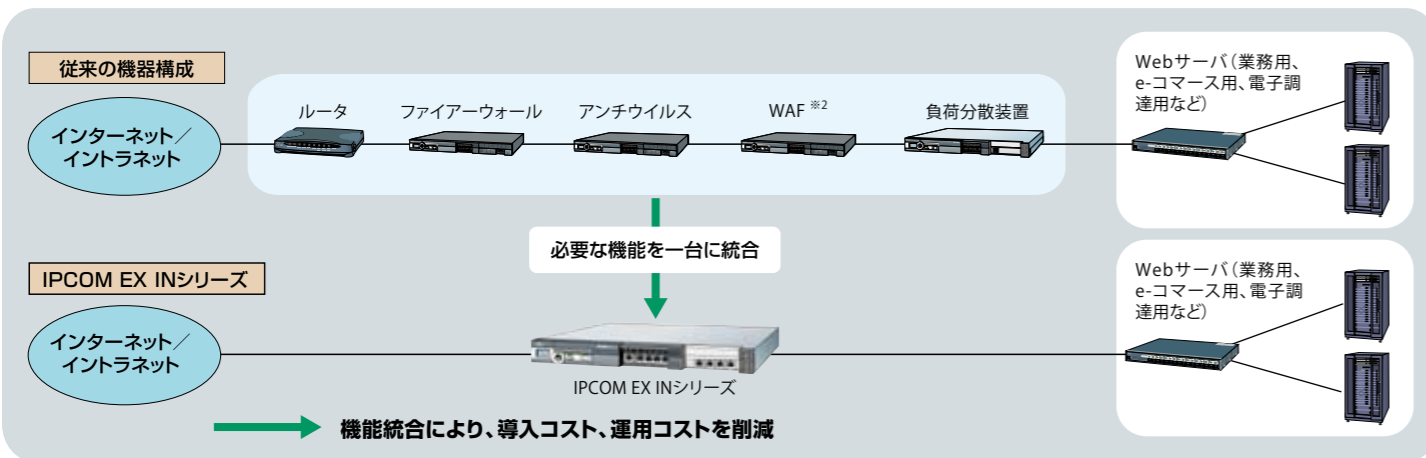 従来の機器構成
インターネット／
イントラネット
ルータ
ファイアーウォール
アンチウイルス
WAF ※2
負荷分散装置
Webサーバ（業務用、
e-コマース用、電子調
達用など）
必要な機能を一台に統合
IPCOM EX INシリーズ
インターネット／
イントラネット
IPCOM EX INシリーズ
Webサーバ（業務用、
e-コマース用、電子調
達用など）
機能統合により、導入コスト、運用コストを削減